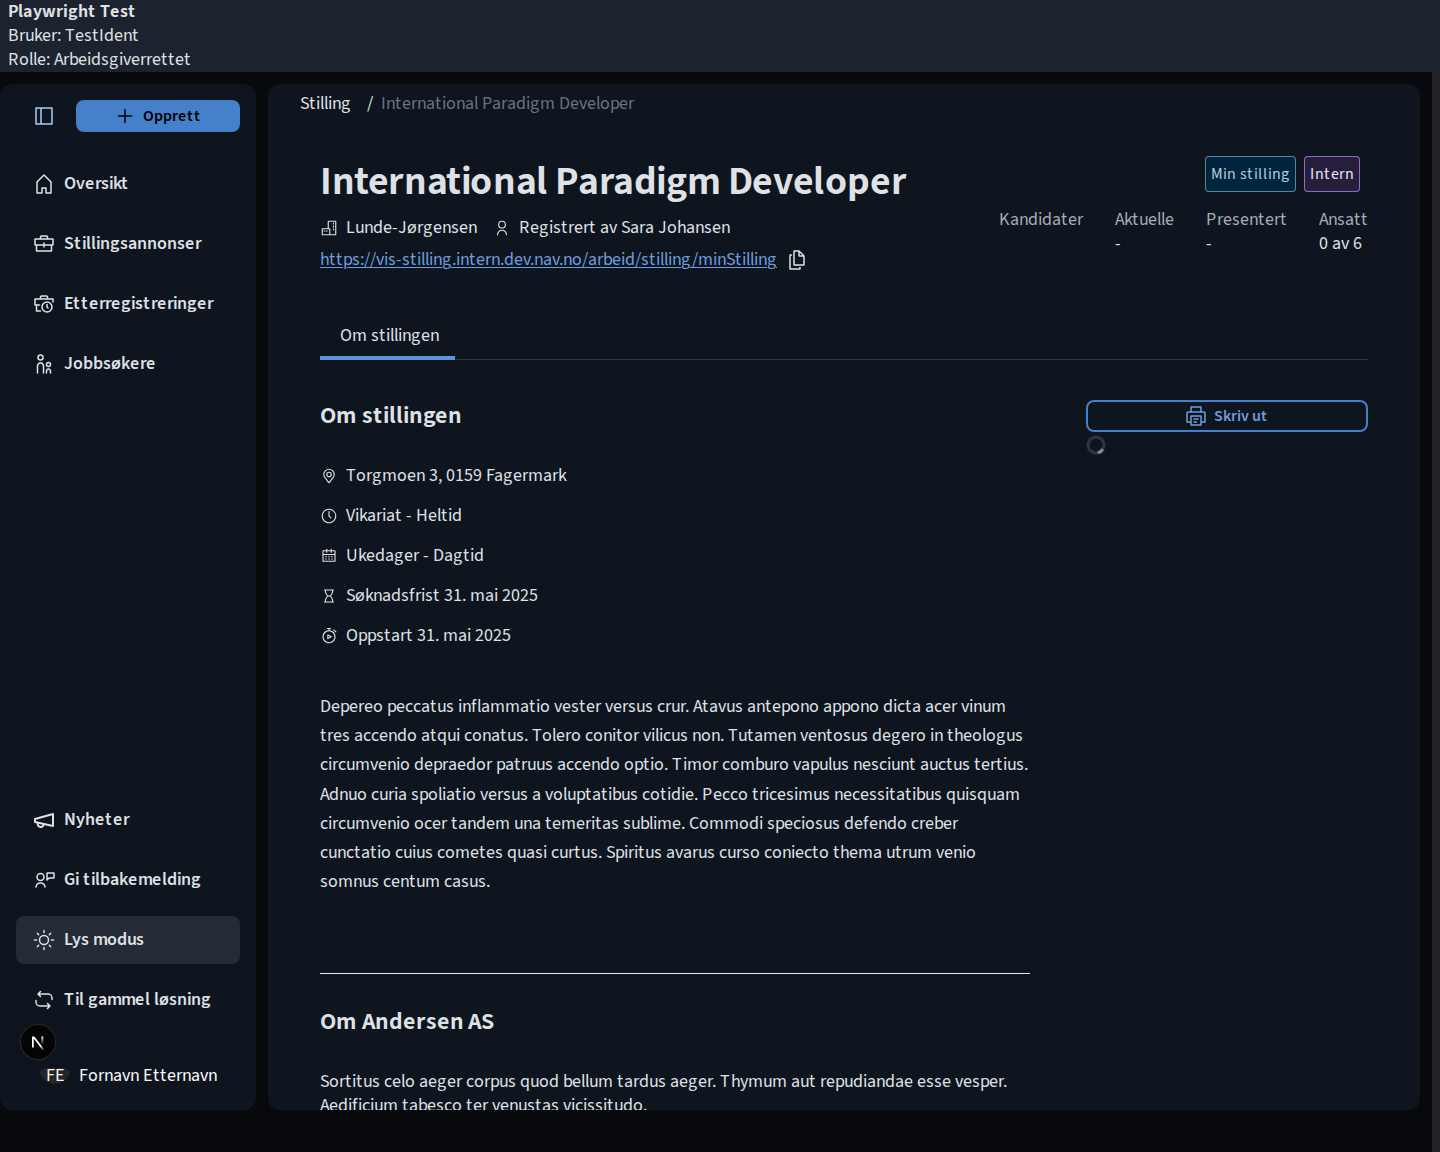 Playwright Test
Bruker: TestIdent
Rolle: Arbeidsgiverrettet
Opprett
Oversikt
Stillingsannonser
Etterregistreringer
Jobbsøkere
Nyheter
Gi tilbakemelding
Lys modus
Til gammel løsning
N
FE Fornavn Etternavn
Stilling / International Paradigm Developer
International Paradigm Developer
Lunde-Jørgensen Registrert av Sara Johansen
https://vis-stilling.intern.dev.nav.no/arbeid/stilling/minStilling
Min stilling Intern
Kandidater Aktuelle Presentert Ansatt
- - 0 av 6
Om stillingen
Om stillingen
Skriv ut
Torgmoen 3, 0159 Fagermark
Vikariat - Heltid
Ukedager - Dagtid
Søknadsfrist 31. mai 2025
Oppstart 31. mai 2025
Depereo peccatus inflammatio vester versus crur. Atavus antepono appono dicta acer vinum
tres accendo atqui conatus. Tolero conitor vilicus non. Tutamen ventosus degero in theologus
circumvenio depraedor patruus accendo optio. Timor comburo vapulus nesciunt auctus tertius.
Adnuo curia spoliatio versus a voluptatibus cotidie. Pecco tricesimus necessitatibus quisquam
circumvenio ocer tandem una temeritas sublime. Commodi speciosus defendo creber
cunctatio cuius cometes quasi curtus. Spiritus avarus curso coniecto thema utrum venio
somnus centum casus.
Om Andersen AS
Sortitus celo aeger corpus quod bellum tardus aeger. Thymum aut repudiandae esse vesper.
Aedificium tabesco ter venustas vicissitudo.